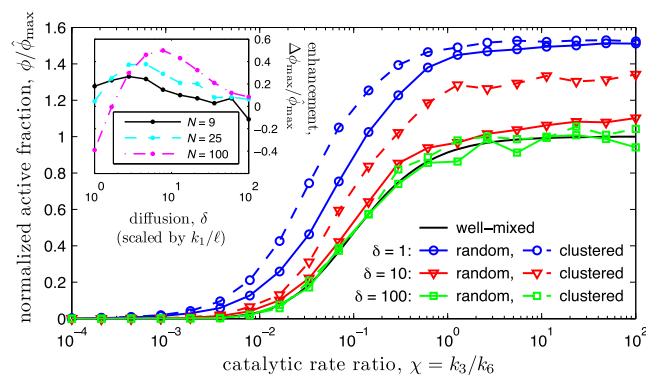 normalized active fraction, ϕ/ϕ̂max
1.6
1.4
1.2
1
0.8
0.6
0.4
0.2
0
10⁻⁴ 10⁻³ 10⁻² 10⁻¹ 10⁰ 10¹ 10²
catalytic rate ratio, χ = k₃/k₆
0.6
0.4
0.2
0
−0.2
−0.4
enhancement,
Δϕmax/ϕ̂max
N = 9
N = 25
N = 100
10⁰ 10¹ 10²
diffusion, δ
(scaled by k₁/ℓ)
well-mixed
δ = 1: random, clustered
δ = 10: random, clustered
δ = 100: random, clustered